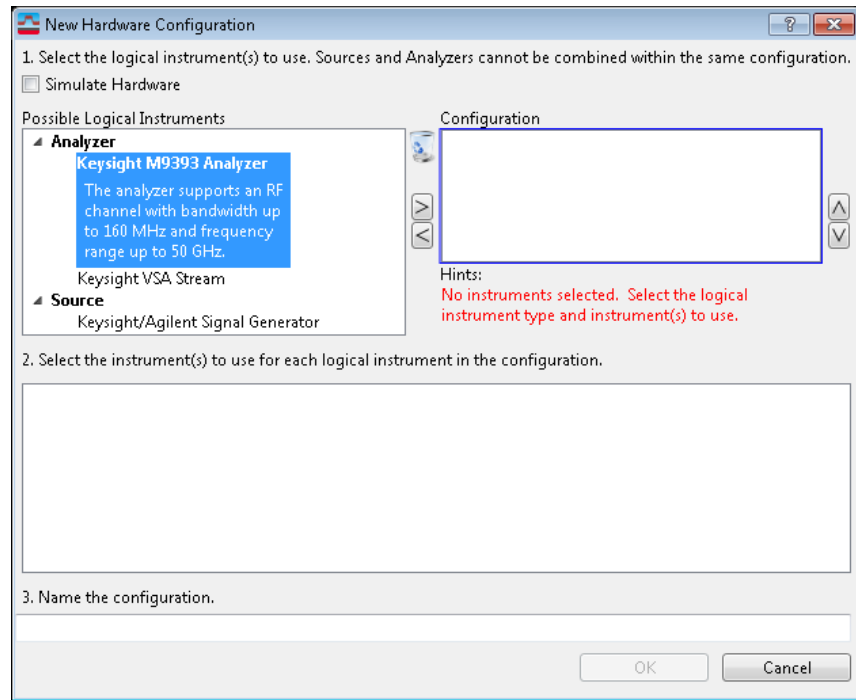 New Hardware Configuration
1. Select the logical instrument(s) to use. Sources and Analyzers cannot be combined within the same configuration.
Simulate Hardware
Possible Logical Instruments
Configuration
Analyzer
Keysight M9393 Analyzer
The analyzer supports an RF
channel with bandwidth up
to 160 MHz and frequency
range up to 50 GHz.
Keysight VSA Stream
Source
Keysight/Agilent Signal Generator
>
<
Hints:
No instruments selected.  Select the logical
instrument type and instrument(s) to use.
2. Select the instrument(s) to use for each logical instrument in the configuration.
3. Name the configuration.
OK
Cancel